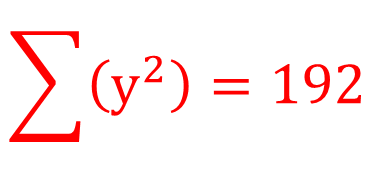 ∑(y²) = 192